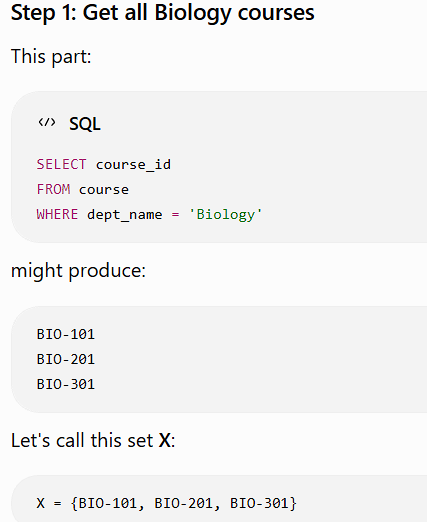 Step 1: Get all Biology courses
This part:
</> SQL
SELECT course_id
FROM course
WHERE dept_name = 'Biology'
might produce:
BIO-101
BIO-201
BIO-301
Let's call this set X:
X = {BIO-101, BIO-201, BIO-301}